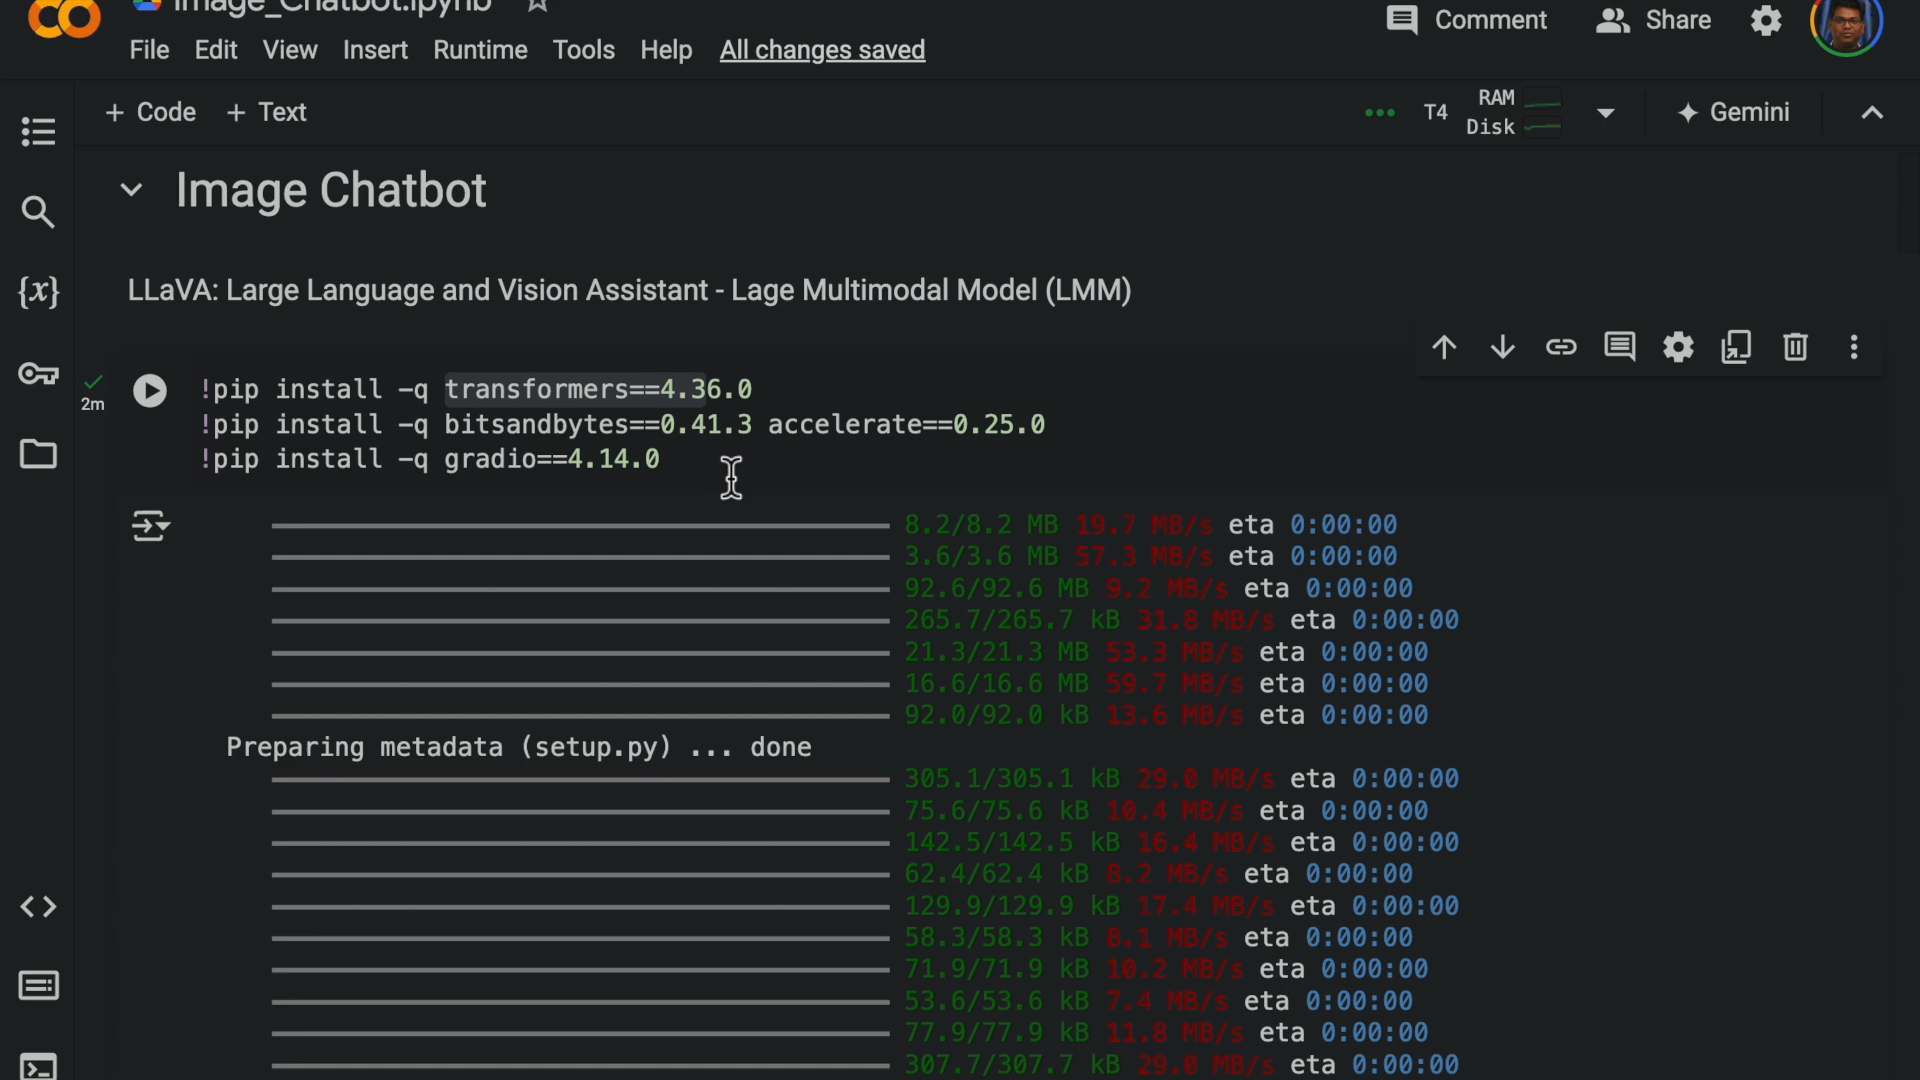 Image_Chatbot.ipynb
Comment
Share
File Edit View Insert Runtime Tools Help All changes saved
+ Code + Text
T4
RAM
Disk
Gemini
Image Chatbot
{x}
LLaVA: Large Language and Vision Assistant - Lage Multimodal Model (LMM)
2m
!pip install -q transformers==4.36.0
!pip install -q bitsandbytes==0.41.3 accelerate==0.25.0
!pip install -q gradio==4.14.0
8.2/8.2 MB 19.7 MB/s eta 0:00:00
3.6/3.6 MB 57.3 MB/s eta 0:00:00
92.6/92.6 MB 9.2 MB/s eta 0:00:00
265.7/265.7 kB 31.8 MB/s eta 0:00:00
21.3/21.3 MB 53.3 MB/s eta 0:00:00
16.6/16.6 MB 59.7 MB/s eta 0:00:00
92.0/92.0 kB 13.6 MB/s eta 0:00:00
Preparing metadata (setup.py) ... done
305.1/305.1 kB 29.0 MB/s eta 0:00:00
75.6/75.6 kB 10.4 MB/s eta 0:00:00
142.5/142.5 kB 16.4 MB/s eta 0:00:00
62.4/62.4 kB 8.2 MB/s eta 0:00:00
129.9/129.9 kB 17.4 MB/s eta 0:00:00
58.3/58.3 kB 8.1 MB/s eta 0:00:00
71.9/71.9 kB 10.2 MB/s eta 0:00:00
53.6/53.6 kB 7.4 MB/s eta 0:00:00
77.9/77.9 kB 11.8 MB/s eta 0:00:00
307.7/307.7 kB 29.0 MB/s eta 0:00:00